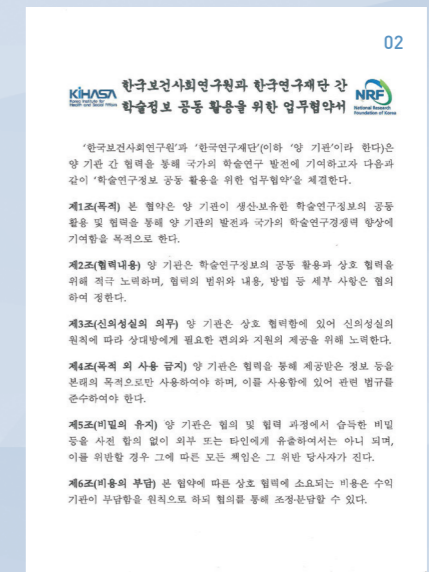 02
KiHASA
Korea Institute for
Health and Social Affairs
한국보건사회연구원과 한국연구재단 간
학술정보 공동 활용을 위한 업무협약서
NRF
National Research
Foundation of Korea
'한국보건사회연구원'과 '한국연구재단'(이하 '양 기관'이라 한다)은
양 기관 간 협력을 통해 국가의 학술연구 발전에 기여하고자 다음과
같이 '학술연구정보 공동 활용을 위한 업무협약'을 체결한다.
제1조(목적) 본 협약은 양 기관이 생산·보유한 학술연구정보의 공동
활용 및 협력을 통해 양 기관의 발전과 국가의 학술연구경쟁력 향상에
기여함을 목적으로 한다.
제2조(협력내용) 양 기관은 학술연구정보의 공동 활용과 상호 협력을
위해 적극 노력하며, 협력의 범위와 내용, 방법 등 세부 사항은 협의
하여 정한다.
제3조(신의성실의 의무) 양 기관은 상호 협력함에 있어 신의성실의
원칙에 따라 상대방에게 필요한 편의와 지원의 제공을 위해 노력한다.
제4조(목적 외 사용 금지) 양 기관은 협력을 통해 제공받은 정보 등을
본래의 목적으로만 사용하여야 하며, 이를 사용함에 있어 관련 법규를
준수하여야 한다.
제5조(비밀의 유지) 양 기관은 협의 및 협력 과정에서 습득한 비밀
등을 사전 합의 없이 외부 또는 타인에게 유출하여서는 아니 되며,
이를 위반할 경우 그에 따른 모든 책임은 그 위반 당사자가 진다.
제6조(비용의 부담) 본 협약에 따른 상호 협력에 소요되는 비용은 수익
기관이 부담함을 원칙으로 하되 협의를 통해 조정·분담할 수 있다.